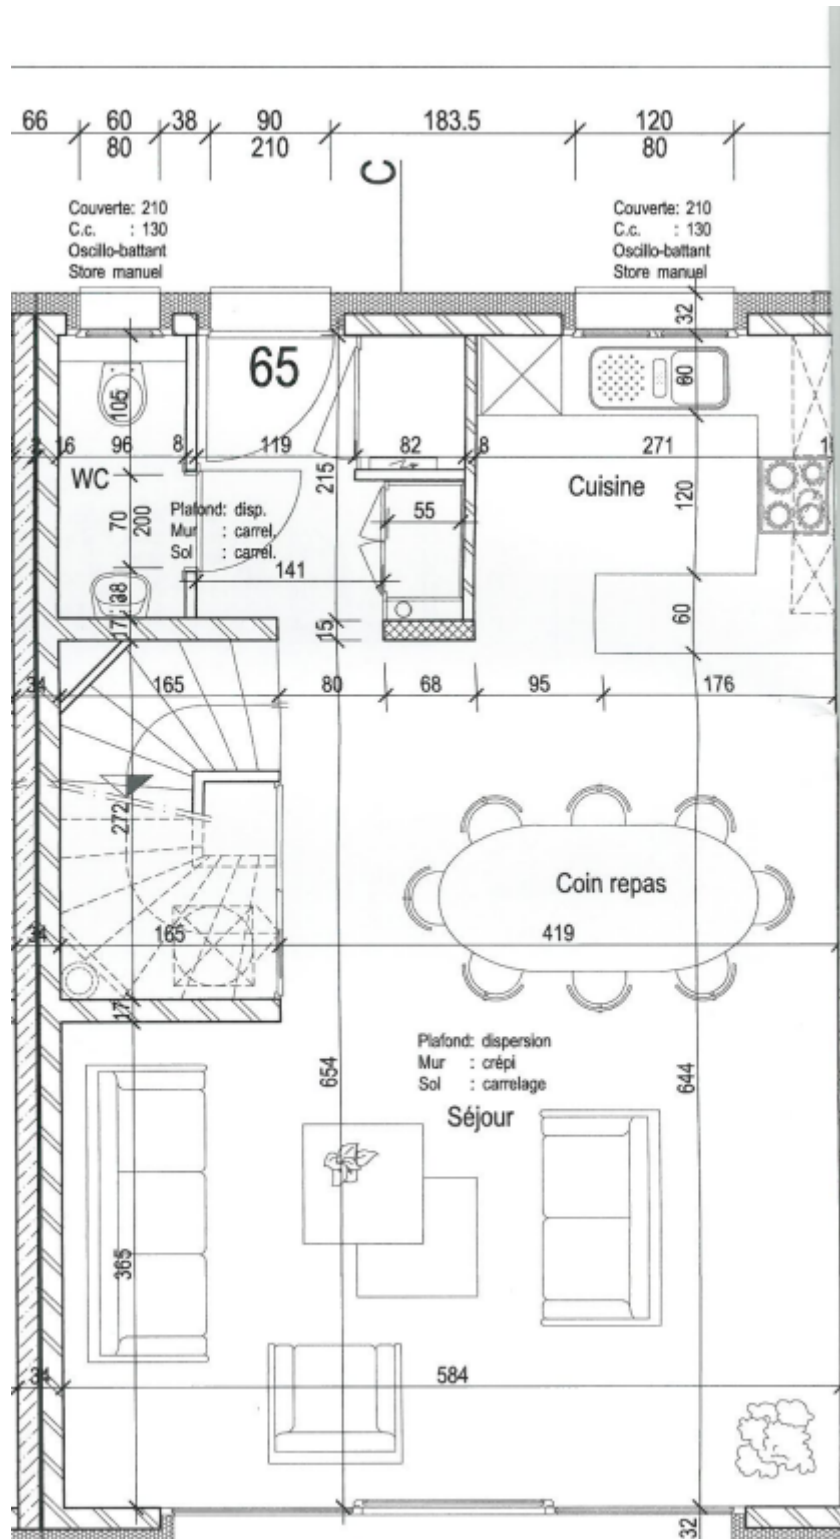 66 60 38 90 183.5 120
80 210 80
C
Couverte: 210
C.c. : 130
Oscillo-battant
Store manuel
Couverte: 210
C.c. : 130
Oscillo-battant
Store manuel
32
65
105
60
16 96 8 119 82 8 271
WC
215
Cuisine
70
200
Plafond: disp.
Mur : carrel.
Sol : carrel.
55
120
141
38
17
15
60
34 165 80 68 95 176
272
Coin repas
34 165 419
17
Plafond: dispersion
Mur : crépi
Sol : carrelage
654
644
Séjour
365
34 584
32